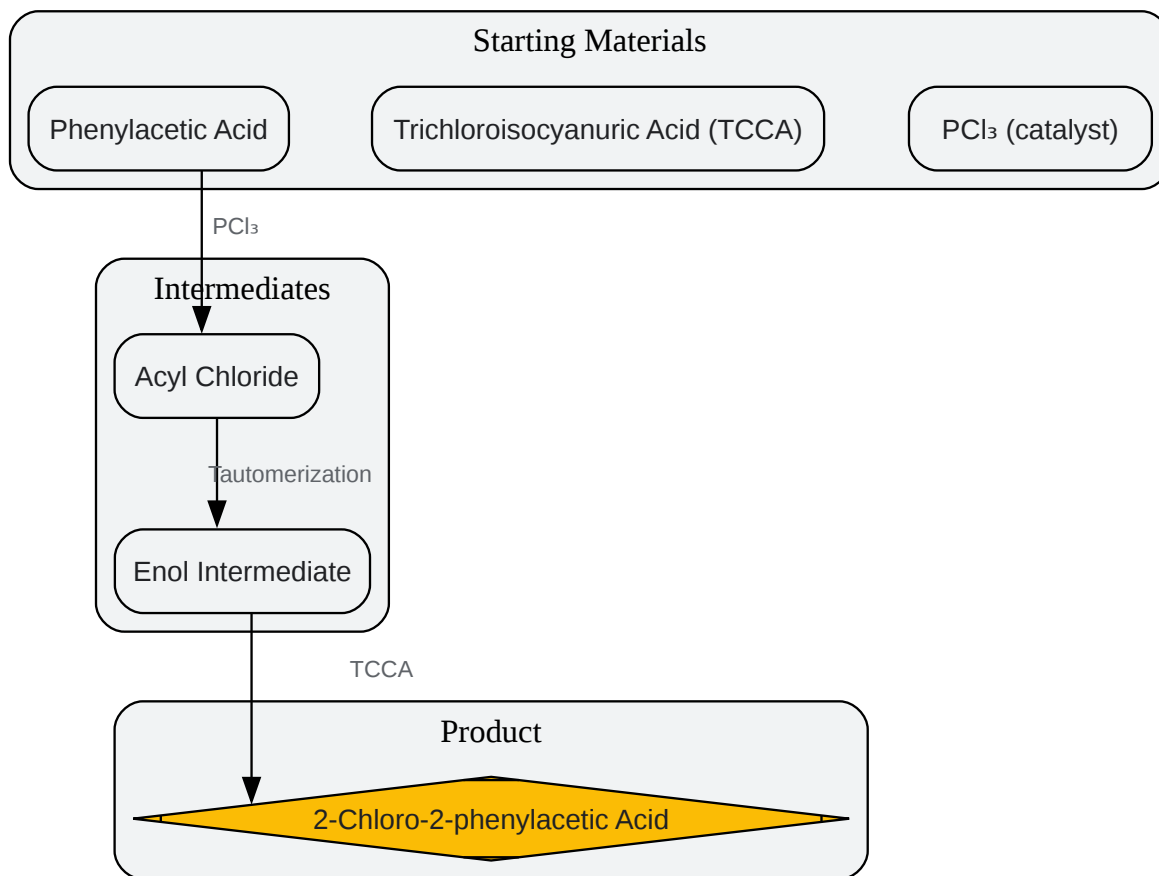 Starting Materials
Phenylacetic Acid
Trichloroisocyanuric Acid (TCCA)
PCl₃ (catalyst)
PCl₃
Intermediates
Acyl Chloride
Tautomerization
Enol Intermediate
TCCA
Product
2-Chloro-2-phenylacetic Acid